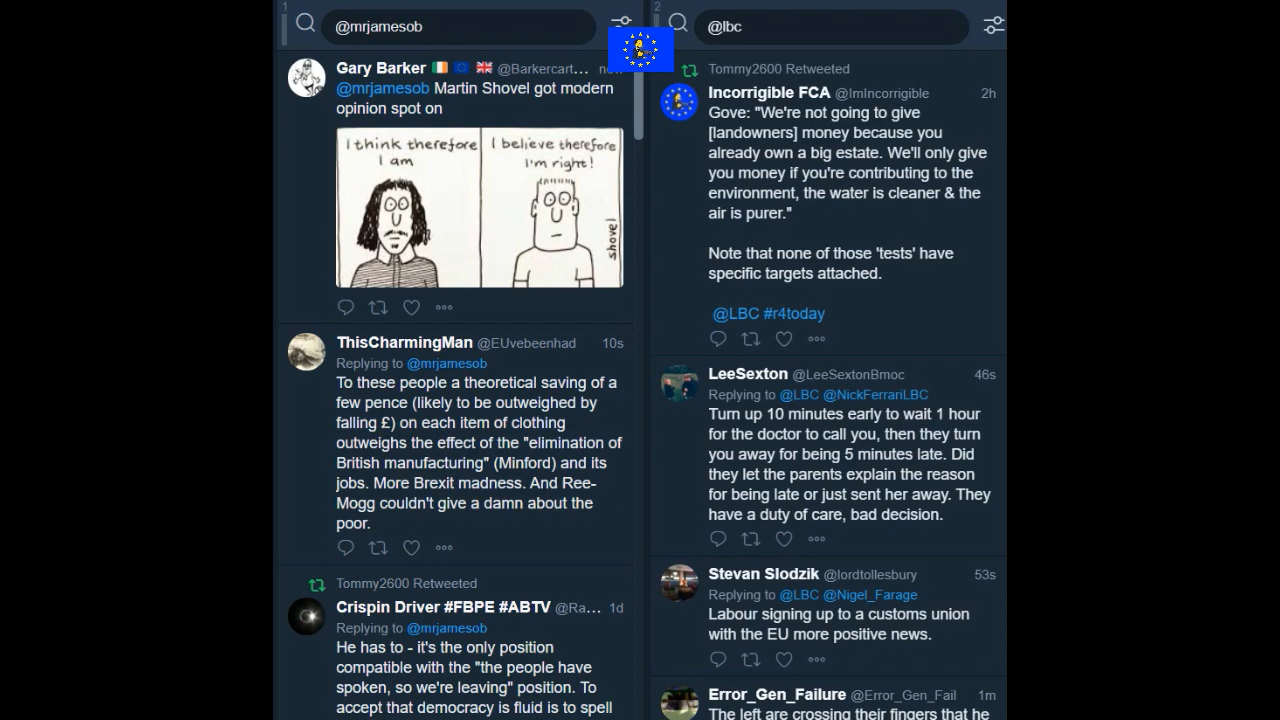 1
@mrjamesob
Gary Barker @Barkercart... now
@mrjamesob Martin Shovel got modern
opinion spot on
I think therefore
I am
I believe therefore
I'm right!
shovel
ThisCharmingMan @EUvebeenhad 10s
Replying to @mrjamesob
To these people a theoretical saving of a
few pence (likely to be outweighed by
falling £) on each item of clothing
outweighs the effect of the "elimination of
British manufacturing" (Minford) and its
jobs. More Brexit madness. And Ree-
Mogg couldn't give a damn about the
poor.
Tommy2600 Retweeted
Crispin Driver #FBPE #ABTV @Ra... 1d
Replying to @mrjamesob
He has to - it's the only position
compatible with the "the people have
spoken, so we're leaving" position. To
accept that democracy is fluid is to spell
2
@lbc
Tommy2600 Retweeted
Incorrigible FCA @ImIncorrigible 2h
Gove: "We're not going to give
[landowners] money because you
already own a big estate. We'll only give
you money if you're contributing to the
environment, the water is cleaner & the
air is purer."
Note that none of those 'tests' have
specific targets attached.
@LBC #r4today
LeeSexton @LeeSextonBmoc 46s
Replying to @LBC @NickFerrariLBC
Turn up 10 minutes early to wait 1 hour
for the doctor to call you, then they turn
you away for being 5 minutes late. Did
they let the parents explain the reason
for being late or just sent her away. They
have a duty of care, bad decision.
Stevan Slodzik @lordtollesbury 53s
Replying to @LBC @Nigel_Farage
Labour signing up to a customs union
with the EU more positive news.
Error_Gen_Failure @Error_Gen_Fail 1m
The left are crossing their fingers that he